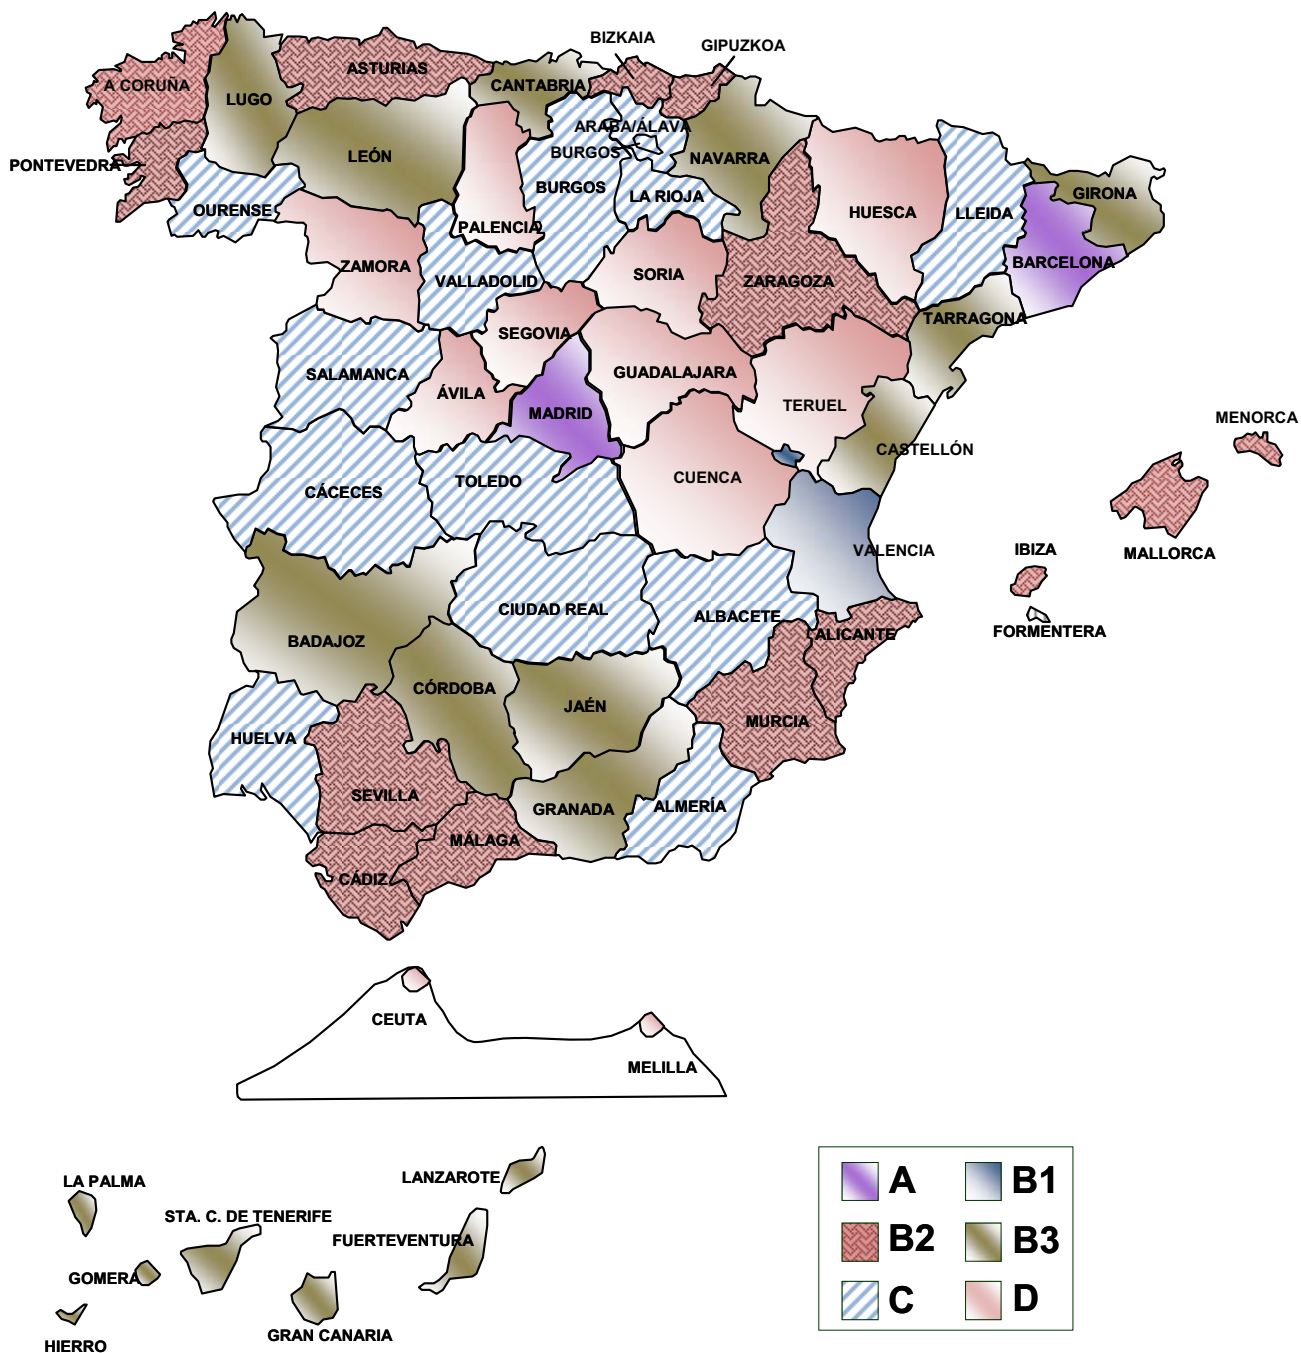 BIZKAIA
GIPUZKOA
A CORUÑA
ASTURIAS
CANTABRIA
LUGO
ARABA/ÁLAVA
PONTEVEDRA
LEÓN
BURGOS
NAVARRA
BURGOS
LA RIOJA
GIRONA
OURENSE
PALENCIA
HUESCA
LLEIDA
ZAMORA
VALLADOLID
SORIA
ZARAGOZA
BARCELONA
SEGOVIA
TARRAGONA
SALAMANCA
ÁVILA
GUADALAJARA
MADRID
TERUEL
MENORCA
CASTELLÓN
CÁCECES
TOLEDO
CUENCA
VALENCIA
IBIZA
MALLORCA
BADAJOZ
CIUDAD REAL
ALBACETE
ALICANTE
FORMENTERA
CÓRDOBA
JAÉN
MURCIA
HUELVA
SEVILLA
GRANADA
ALMERÍA
MÁLAGA
CÁDIZ
CEUTA
MELILLA
LA PALMA
LANZAROTE
STA. C. DE TENERIFE
FUERTEVENTURA
GOMERA
HIERRO
GRAN CANARIA
A
B1
B2
B3
C
D